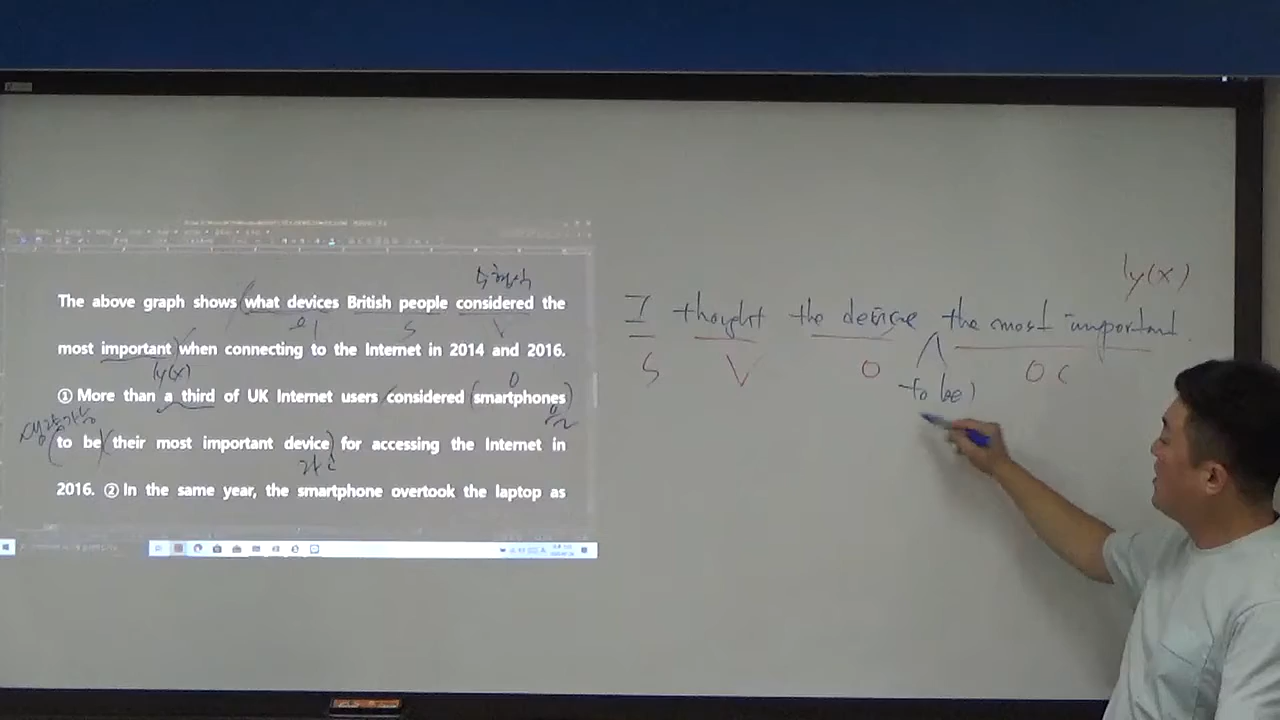 The above graph shows what devices British people considered the
o
S
V
most important when connecting to the Internet in 2014 and 2016.
ly(x)
O
① More than a third of UK Internet users considered smartphones
to be their most important device for accessing the Internet in
2016. ② In the same year, the smartphone overtook the laptop as
ly(x)
I thought the device the most important.
S V O OC
to be